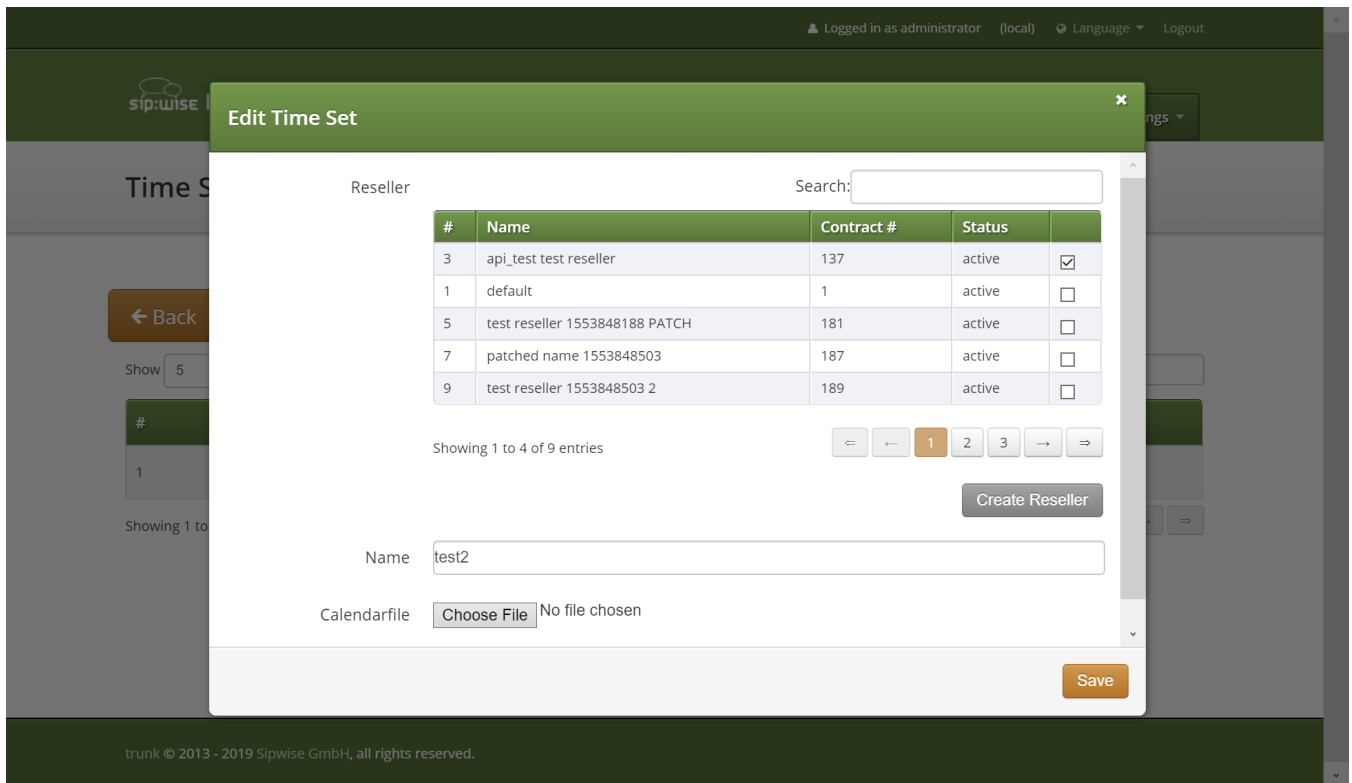 Logged in as administrator (local) Language Logout
sip:wise
ngs
Edit Time Set
Time S
Reseller Search:
# Name Contract # Status
3 api_test test reseller 137 active
1 default 1 active
5 test reseller 1553848188 PATCH 181 active
7 patched name 1553848503 187 active
9 test reseller 1553848503 2 189 active
Back
Show 5
#
1
Showing 1 to
Showing 1 to 4 of 9 entries ⇐ ← 1 2 3 → ⇒
⇒
Create Reseller
Name test2
Calendarfile Choose File No file chosen
Save
trunk © 2013 - 2019 Sipwise GmbH, all rights reserved.